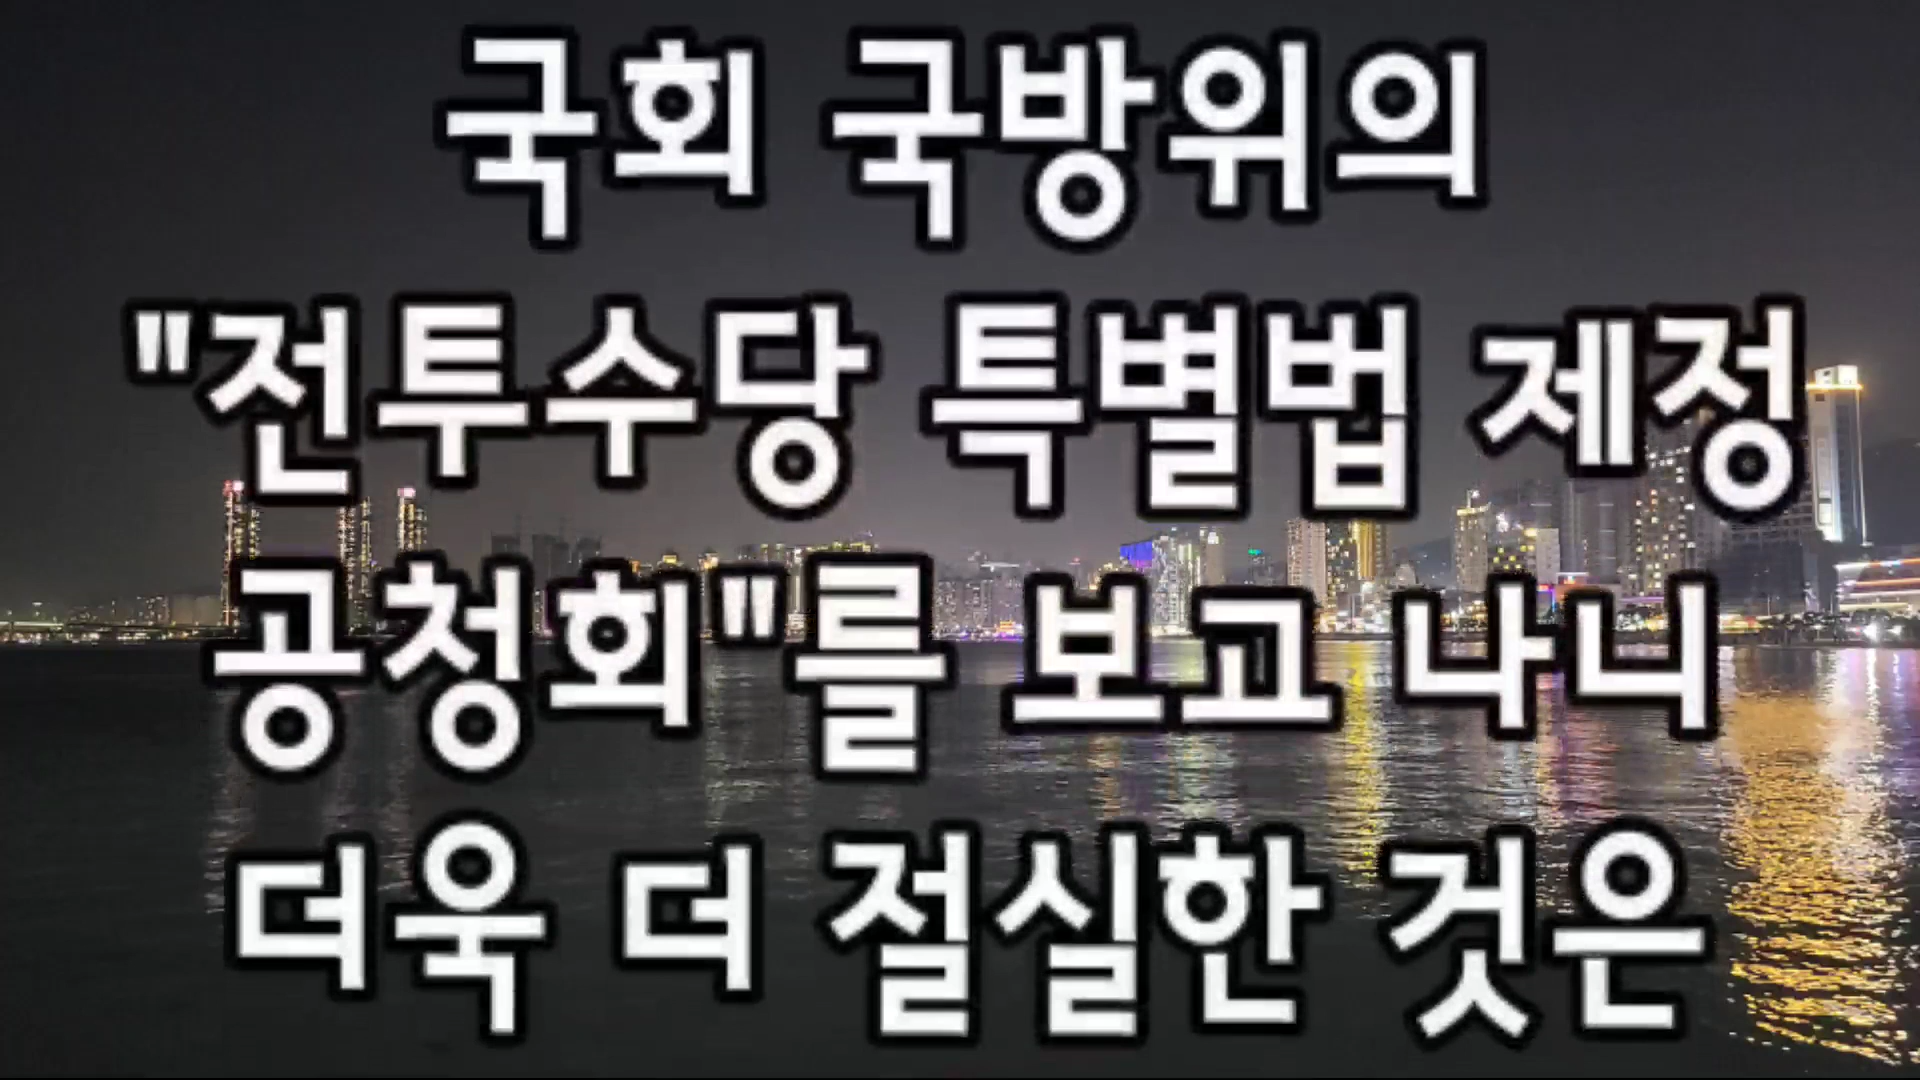 국회 국방위의
"전투수당 특별법 제정
공청회"를 보고 나니
더욱 더 절실한 것은